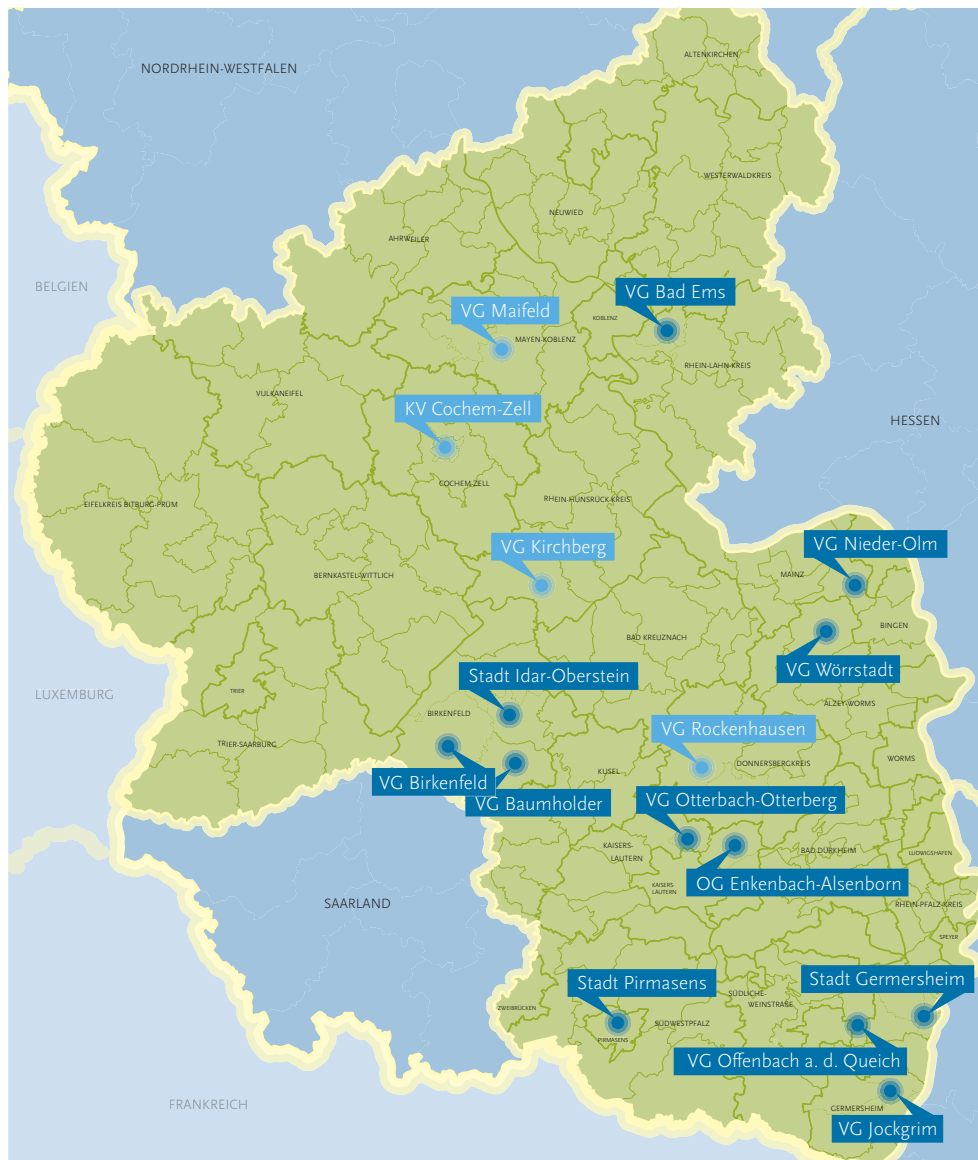 ALTENKIRCHEN
NORDRHEIN-WESTFALEN
WESTERWALDKREIS
NEUWIED
AHRWEILER
BELGIEN
VG Bad Ems
VG Maifeld
KOBLENZ
MAYEN-KOBLENZ
RHEIN-LAHN-KREIS
VULKANEIFEL
KV Cochem-Zell
HESSEN
COCHEM-ZELL
RHEIN-HUNSRÜCK-KREIS
EIFELKREIS BITBURG-PRÜM
VG Nieder-Olm
VG Kirchberg
MAINZ
BERNKASTEL-WITTLICH
BINGEN
BAD KREUZNACH
VG Wörrstadt
Stadt Idar-Oberstein
TRIER
LUXEMBURG
ALZEY-WORMS
BIRKENFELD
VG Rockenhausen
TRIER-SAARBURG
WORMS
DONNERSBERGKREIS
KUSEL
VG Birkenfeld
VG Baumholder
VG Otterbach-Otterberg
KAISERS-
LAUTERN
BAD DÜRKHEIM
LUDWIGSHAFEN
OG Enkenbach-Alsenborn
KAISERS-
LAUTERN
SAARLAND
RHEIN-PFALZ-KREIS
SPEYER
Stadt Pirmasens
Stadt Germersheim
SÜDLICHE-
WEINSTRAßE
ZWEIBRÜCKEN
SÜDWESTPFALZ
PIRMASENS
VG Offenbach a. d. Queich
FRANKREICH
GERMERSHEIM
VG Jockgrim